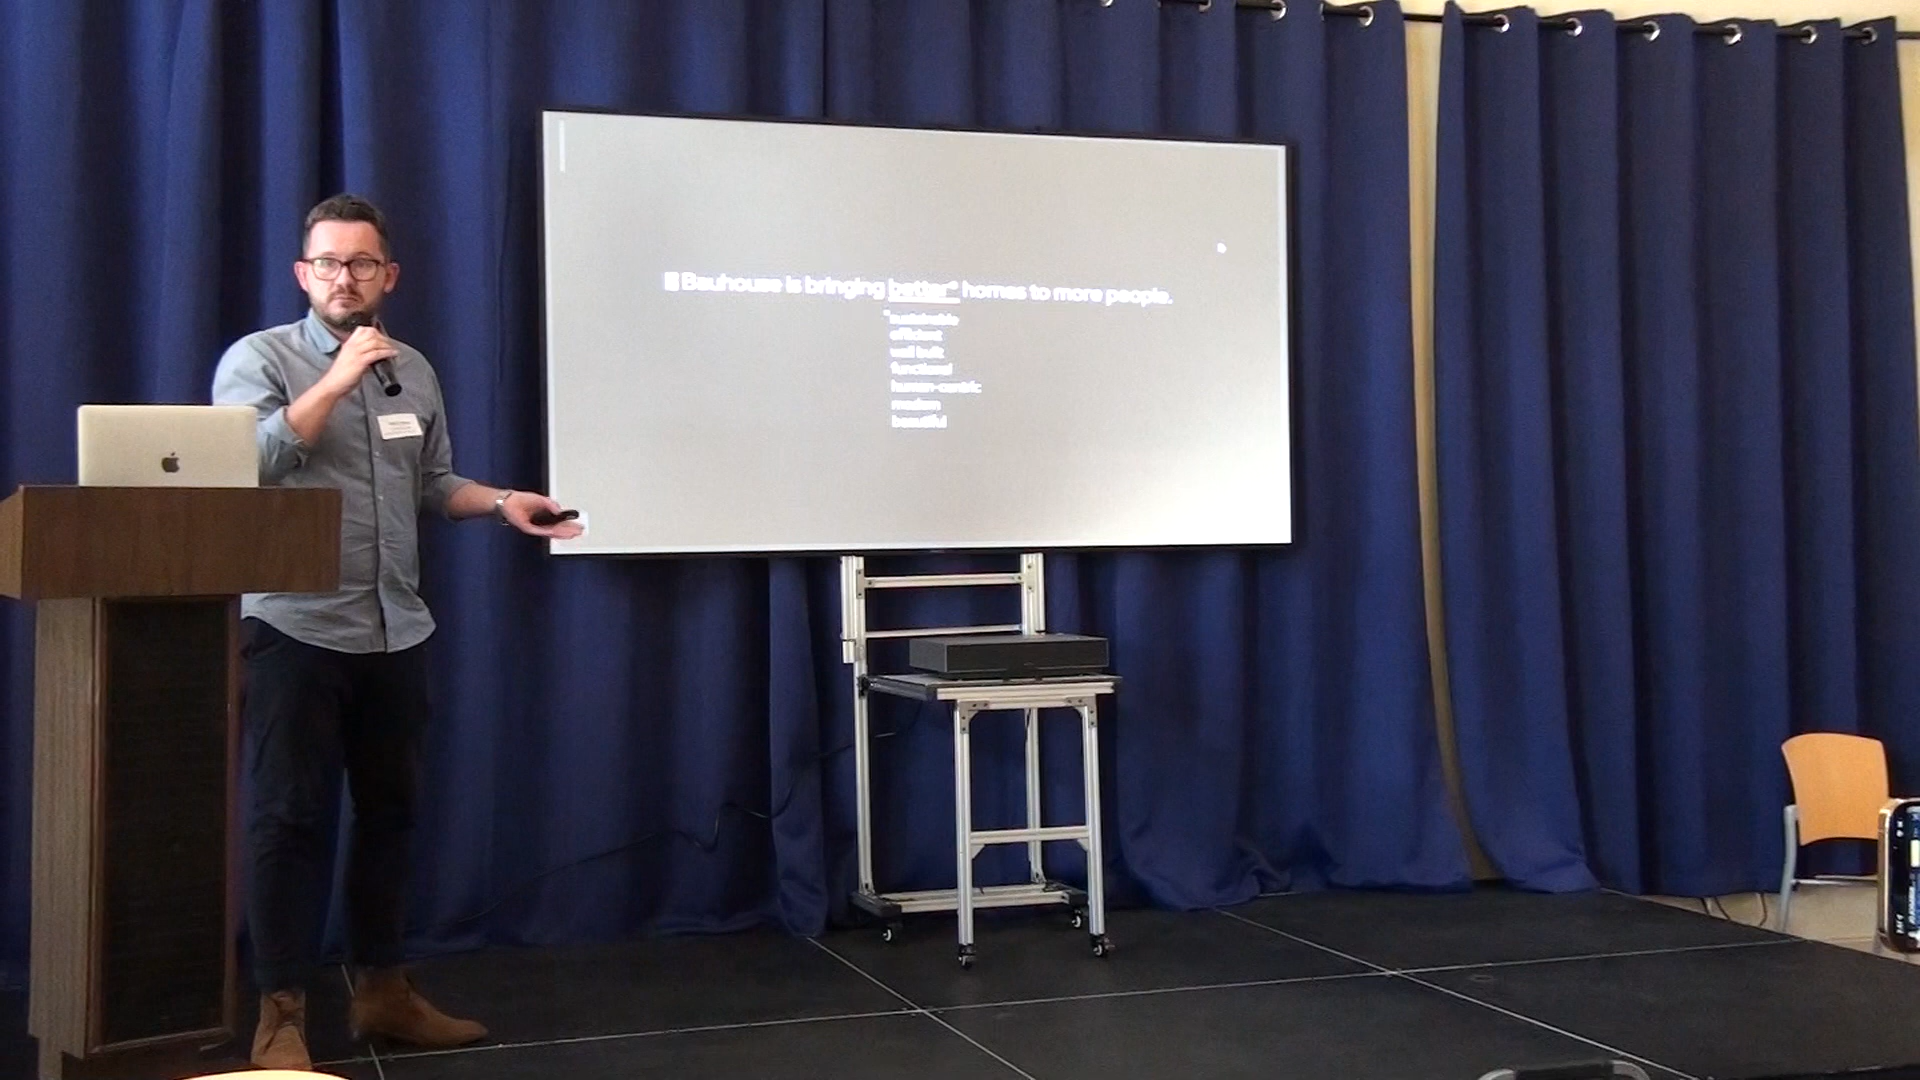 Bauhouse is bringing better* homes to more people.
*sustainable
efficient
well built
functional
human-centric
modern
beautiful